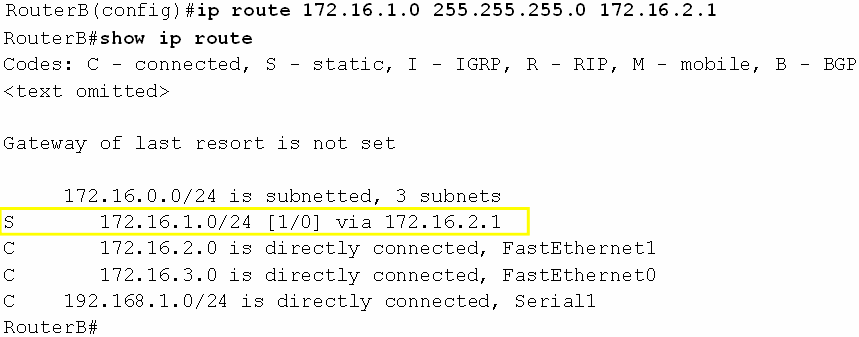 RouterB(config)#ip route 172.16.1.0 255.255.255.0 172.16.2.1
RouterB#show ip route
Codes: C - connected, S - static, I - IGRP, R - RIP, M - mobile, B - BGP
<text omitted>

Gateway of last resort is not set

172.16.0.0/24 is subnetted, 3 subnets
S 172.16.1.0/24 [1/0] via 172.16.2.1
C 172.16.2.0 is directly connected, FastEthernet1
C 172.16.3.0 is directly connected, FastEthernet0
C 192.168.1.0/24 is directly connected, Serial1
RouterB#